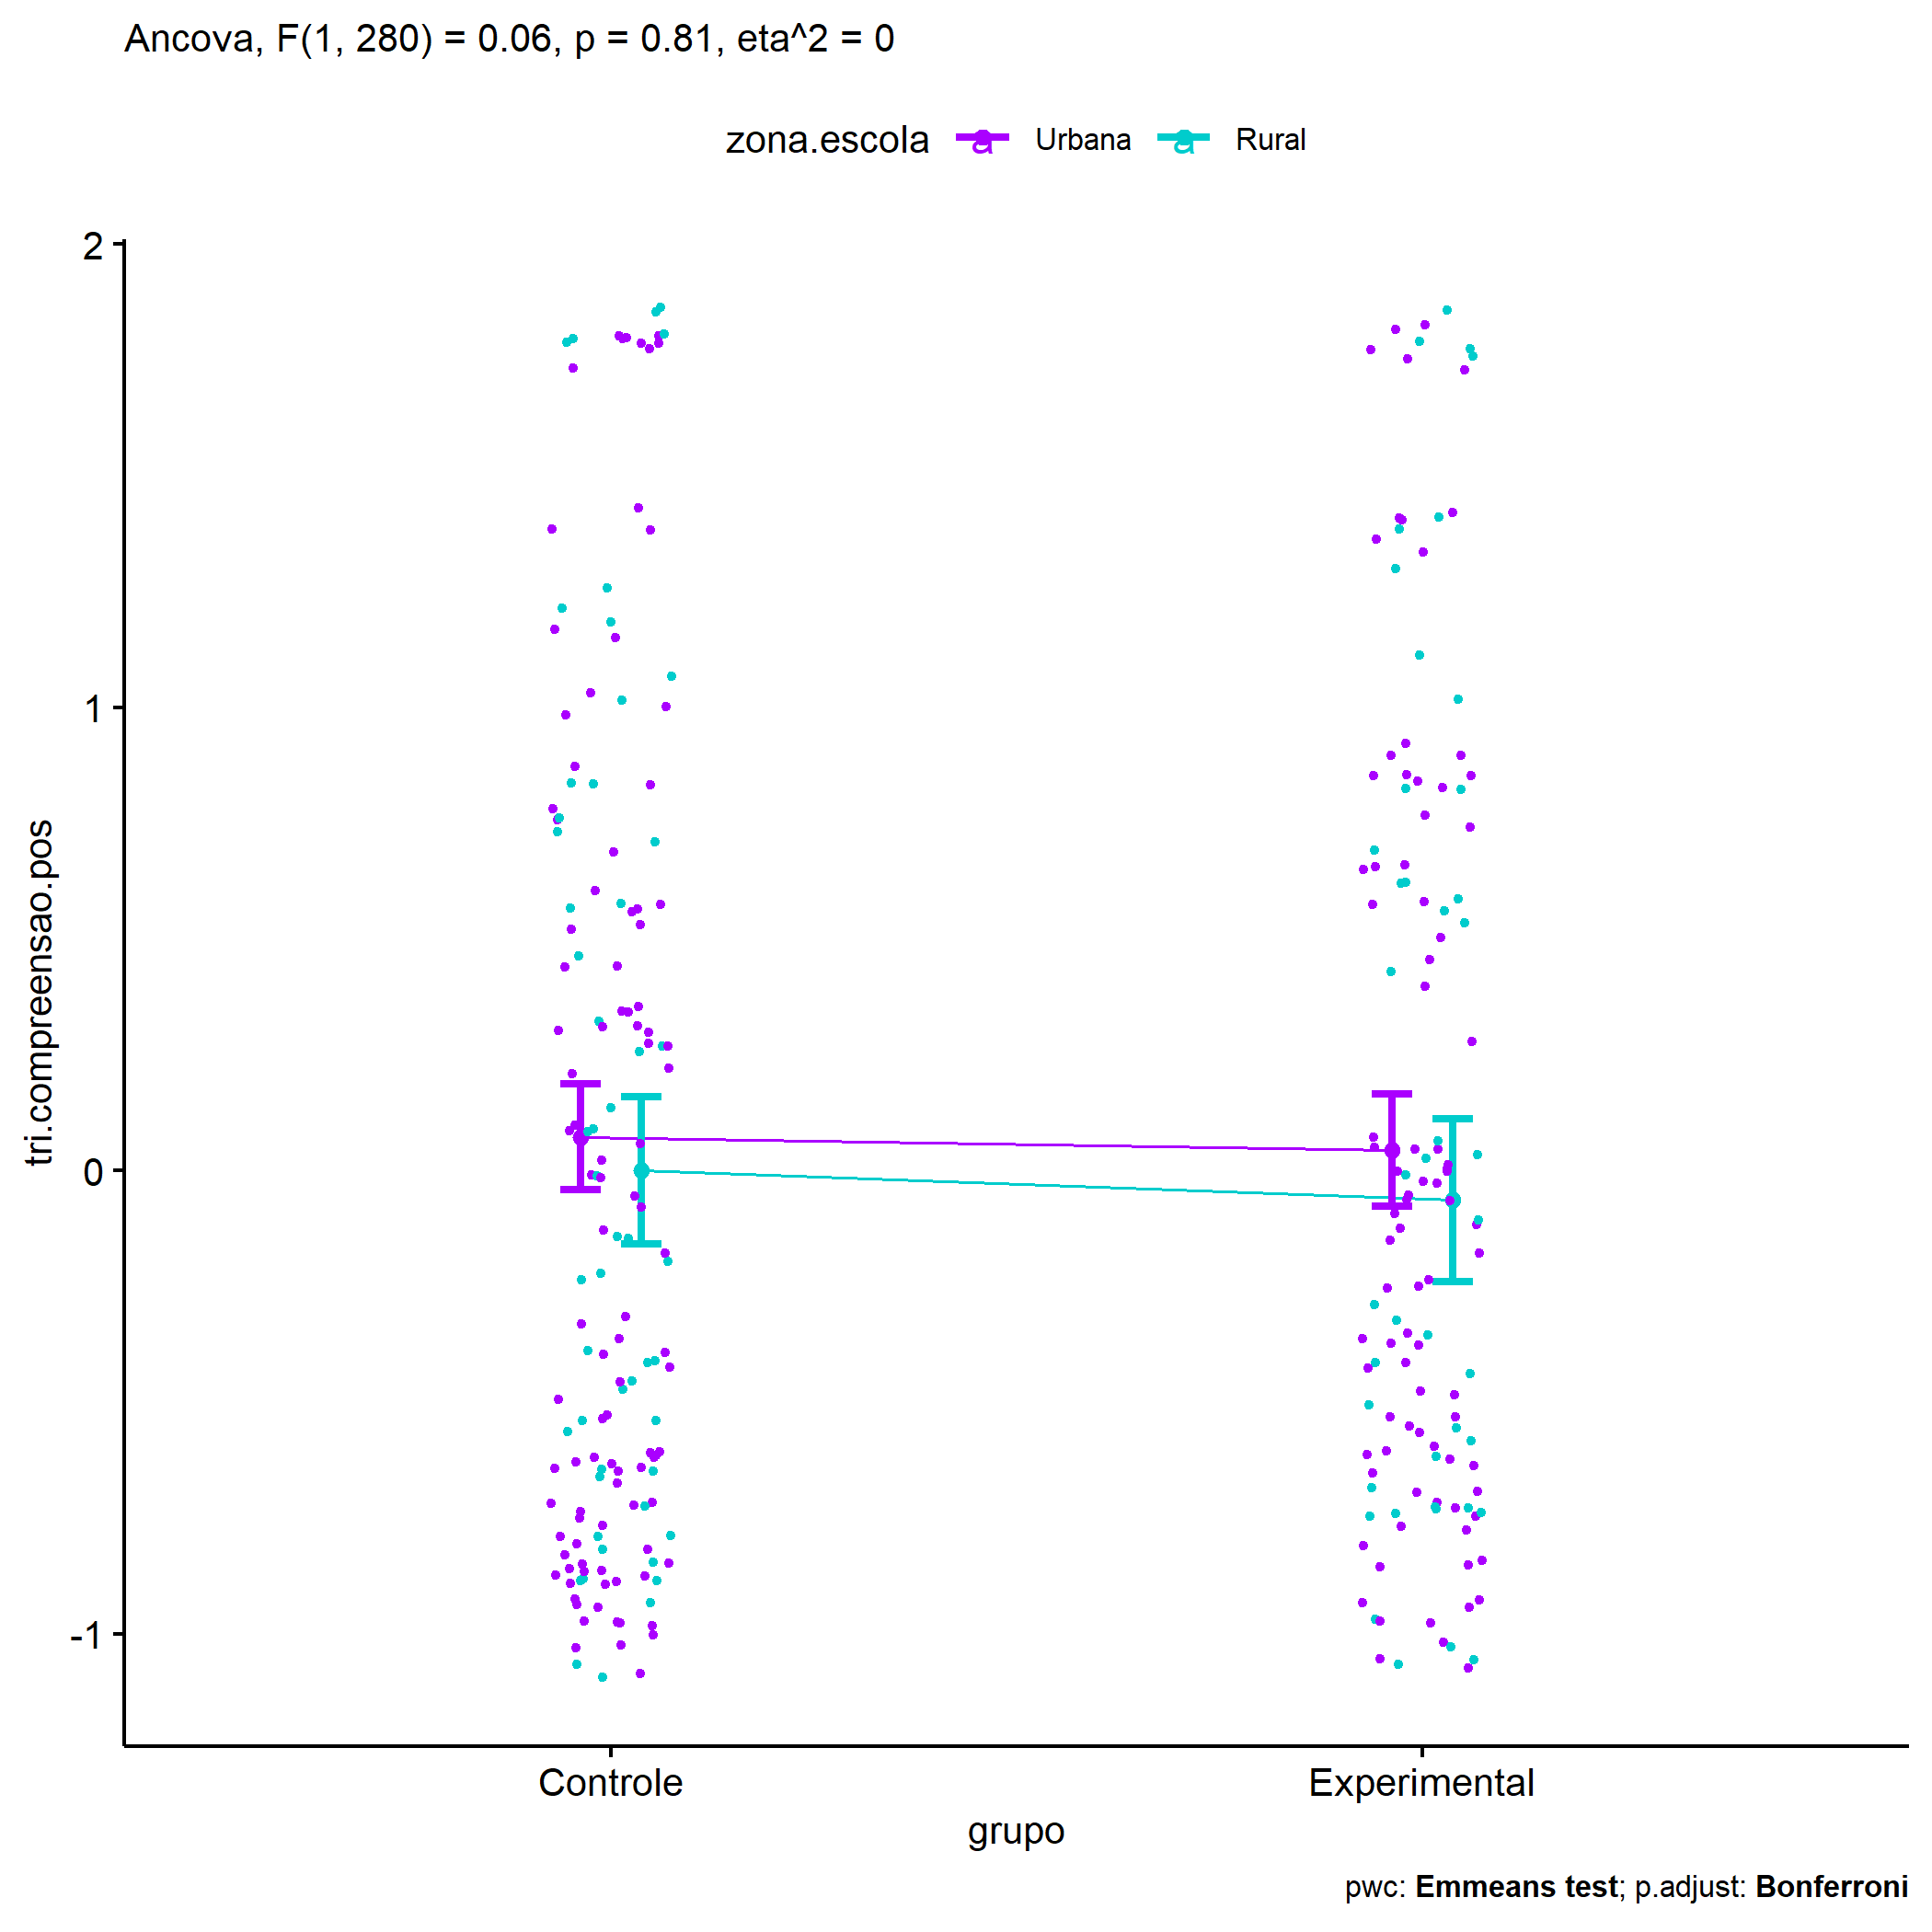 Ancova, F(1, 280) = 0.06, p = 0.81, eta^2 = 0
zona.escola a Urbana a Rural
2
1
0
-1
tri.compreensao.pos
Controle Experimental
grupo
pwc: Emmeans test; p.adjust: Bonferroni